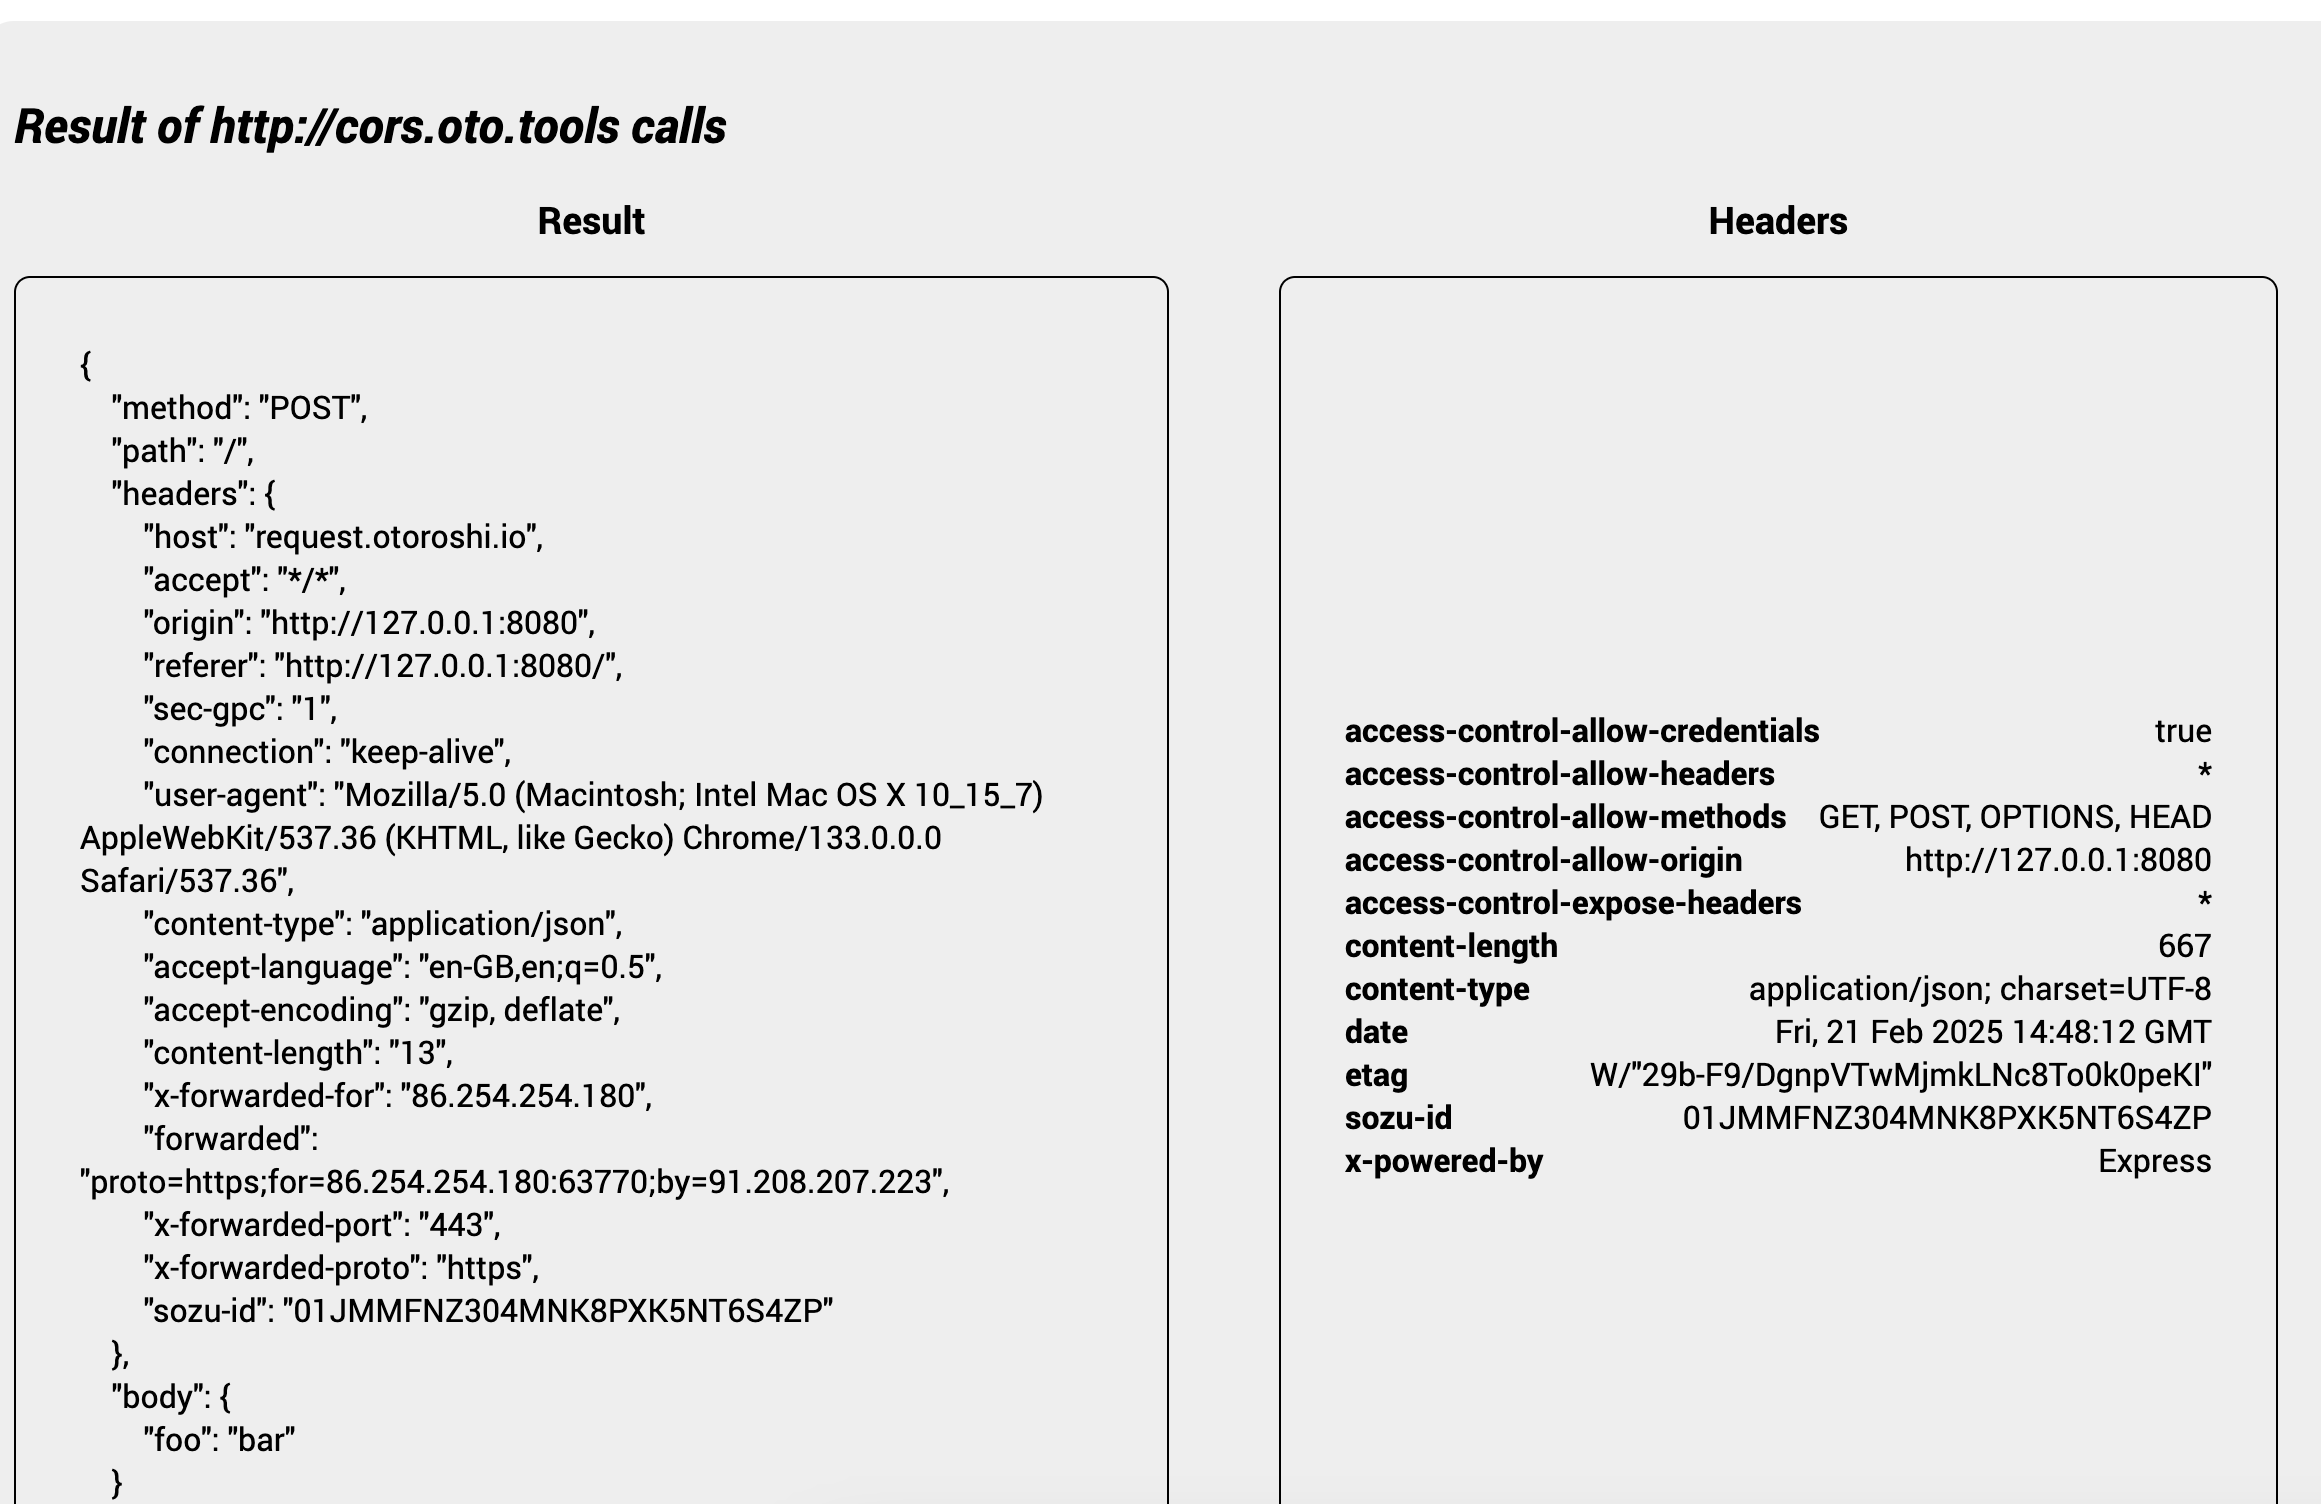 Result of http://cors.oto.tools calls
Result
{
"method": "POST",
"path": "/",
"headers": {
"host": "request.otoroshi.io",
"accept": "*/*",
"origin": "http://127.0.0.1:8080",
"referer": "http://127.0.0.1:8080/",
"sec-gpc": "1",
"connection": "keep-alive",
"user-agent": "Mozilla/5.0 (Macintosh; Intel Mac OS X 10_15_7)
AppleWebKit/537.36 (KHTML, like Gecko) Chrome/133.0.0.0
Safari/537.36",
"content-type": "application/json",
"accept-language": "en-GB,en;q=0.5",
"accept-encoding": "gzip, deflate",
"content-length": "13",
"x-forwarded-for": "86.254.254.180",
"forwarded":
"proto=https;for=86.254.254.180:63770;by=91.208.207.223",
"x-forwarded-port": "443",
"x-forwarded-proto": "https",
"sozu-id": "01JMMFNZ304MNK8PXK5NT6S4ZP"
},
"body": {
"foo": "bar"
}
Headers
access-control-allow-credentials true
access-control-allow-headers *
access-control-allow-methods GET, POST, OPTIONS, HEAD
access-control-allow-origin http://127.0.0.1:8080
access-control-expose-headers *
content-length 667
content-type application/json; charset=UTF-8
date Fri, 21 Feb 2025 14:48:12 GMT
etag W/"29b-F9/DgnpVTwMjmkLNc8To0k0peKI"
sozu-id 01JMMFNZ304MNK8PXK5NT6S4ZP
x-powered-by Express